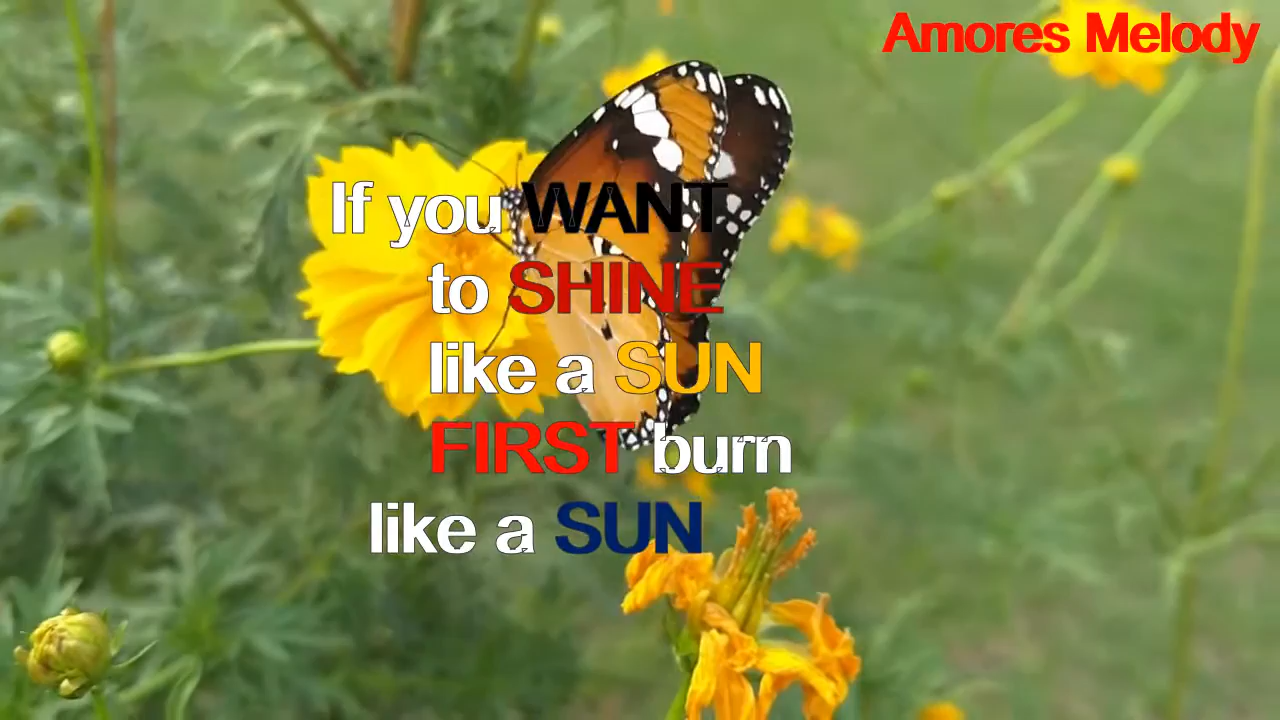 Amores Melody
If you WANT
to SHINE
like a SUN
FIRST burn
like a SUN